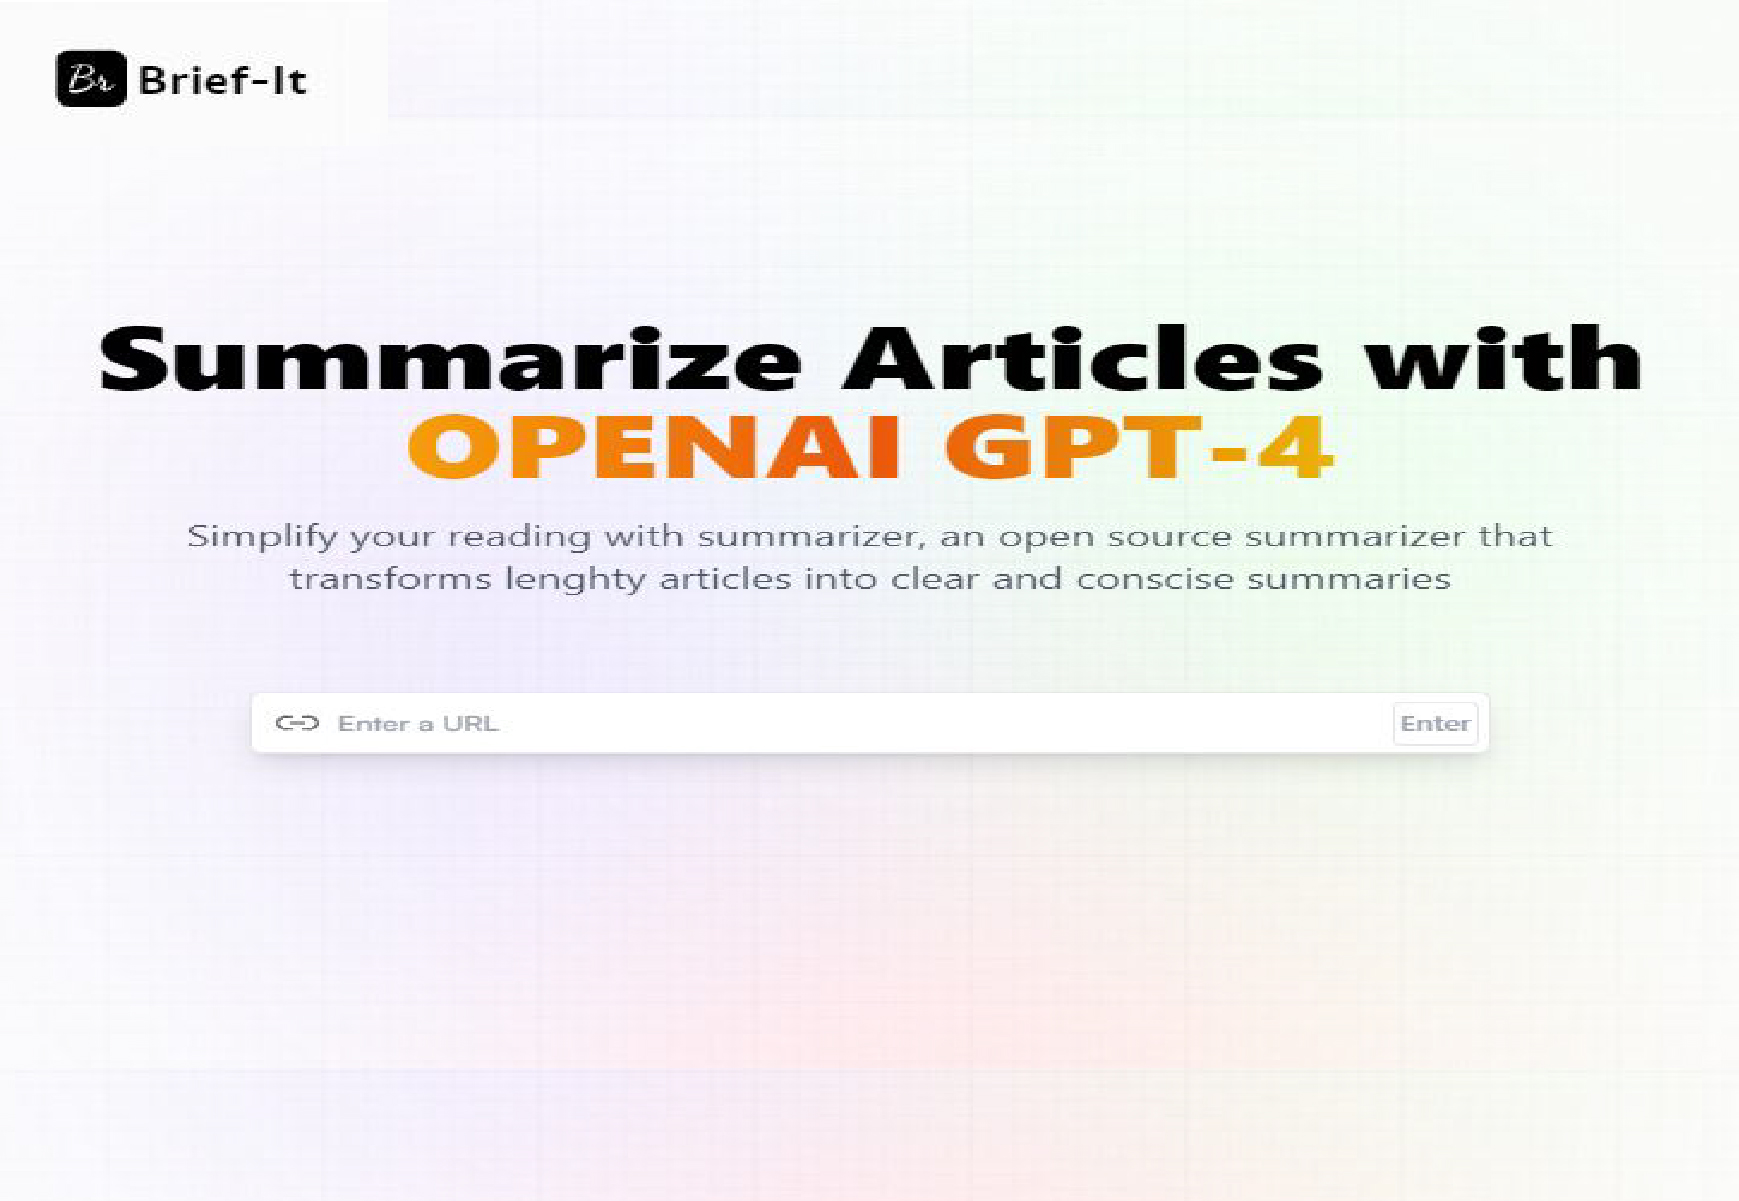 Br Brief-It
Summarize Articles with
OPENAI GPT-4
Simplify your reading with summarizer, an open source summarizer that
transforms lenghty articles into clear and conscise summaries
Enter a URL
Enter